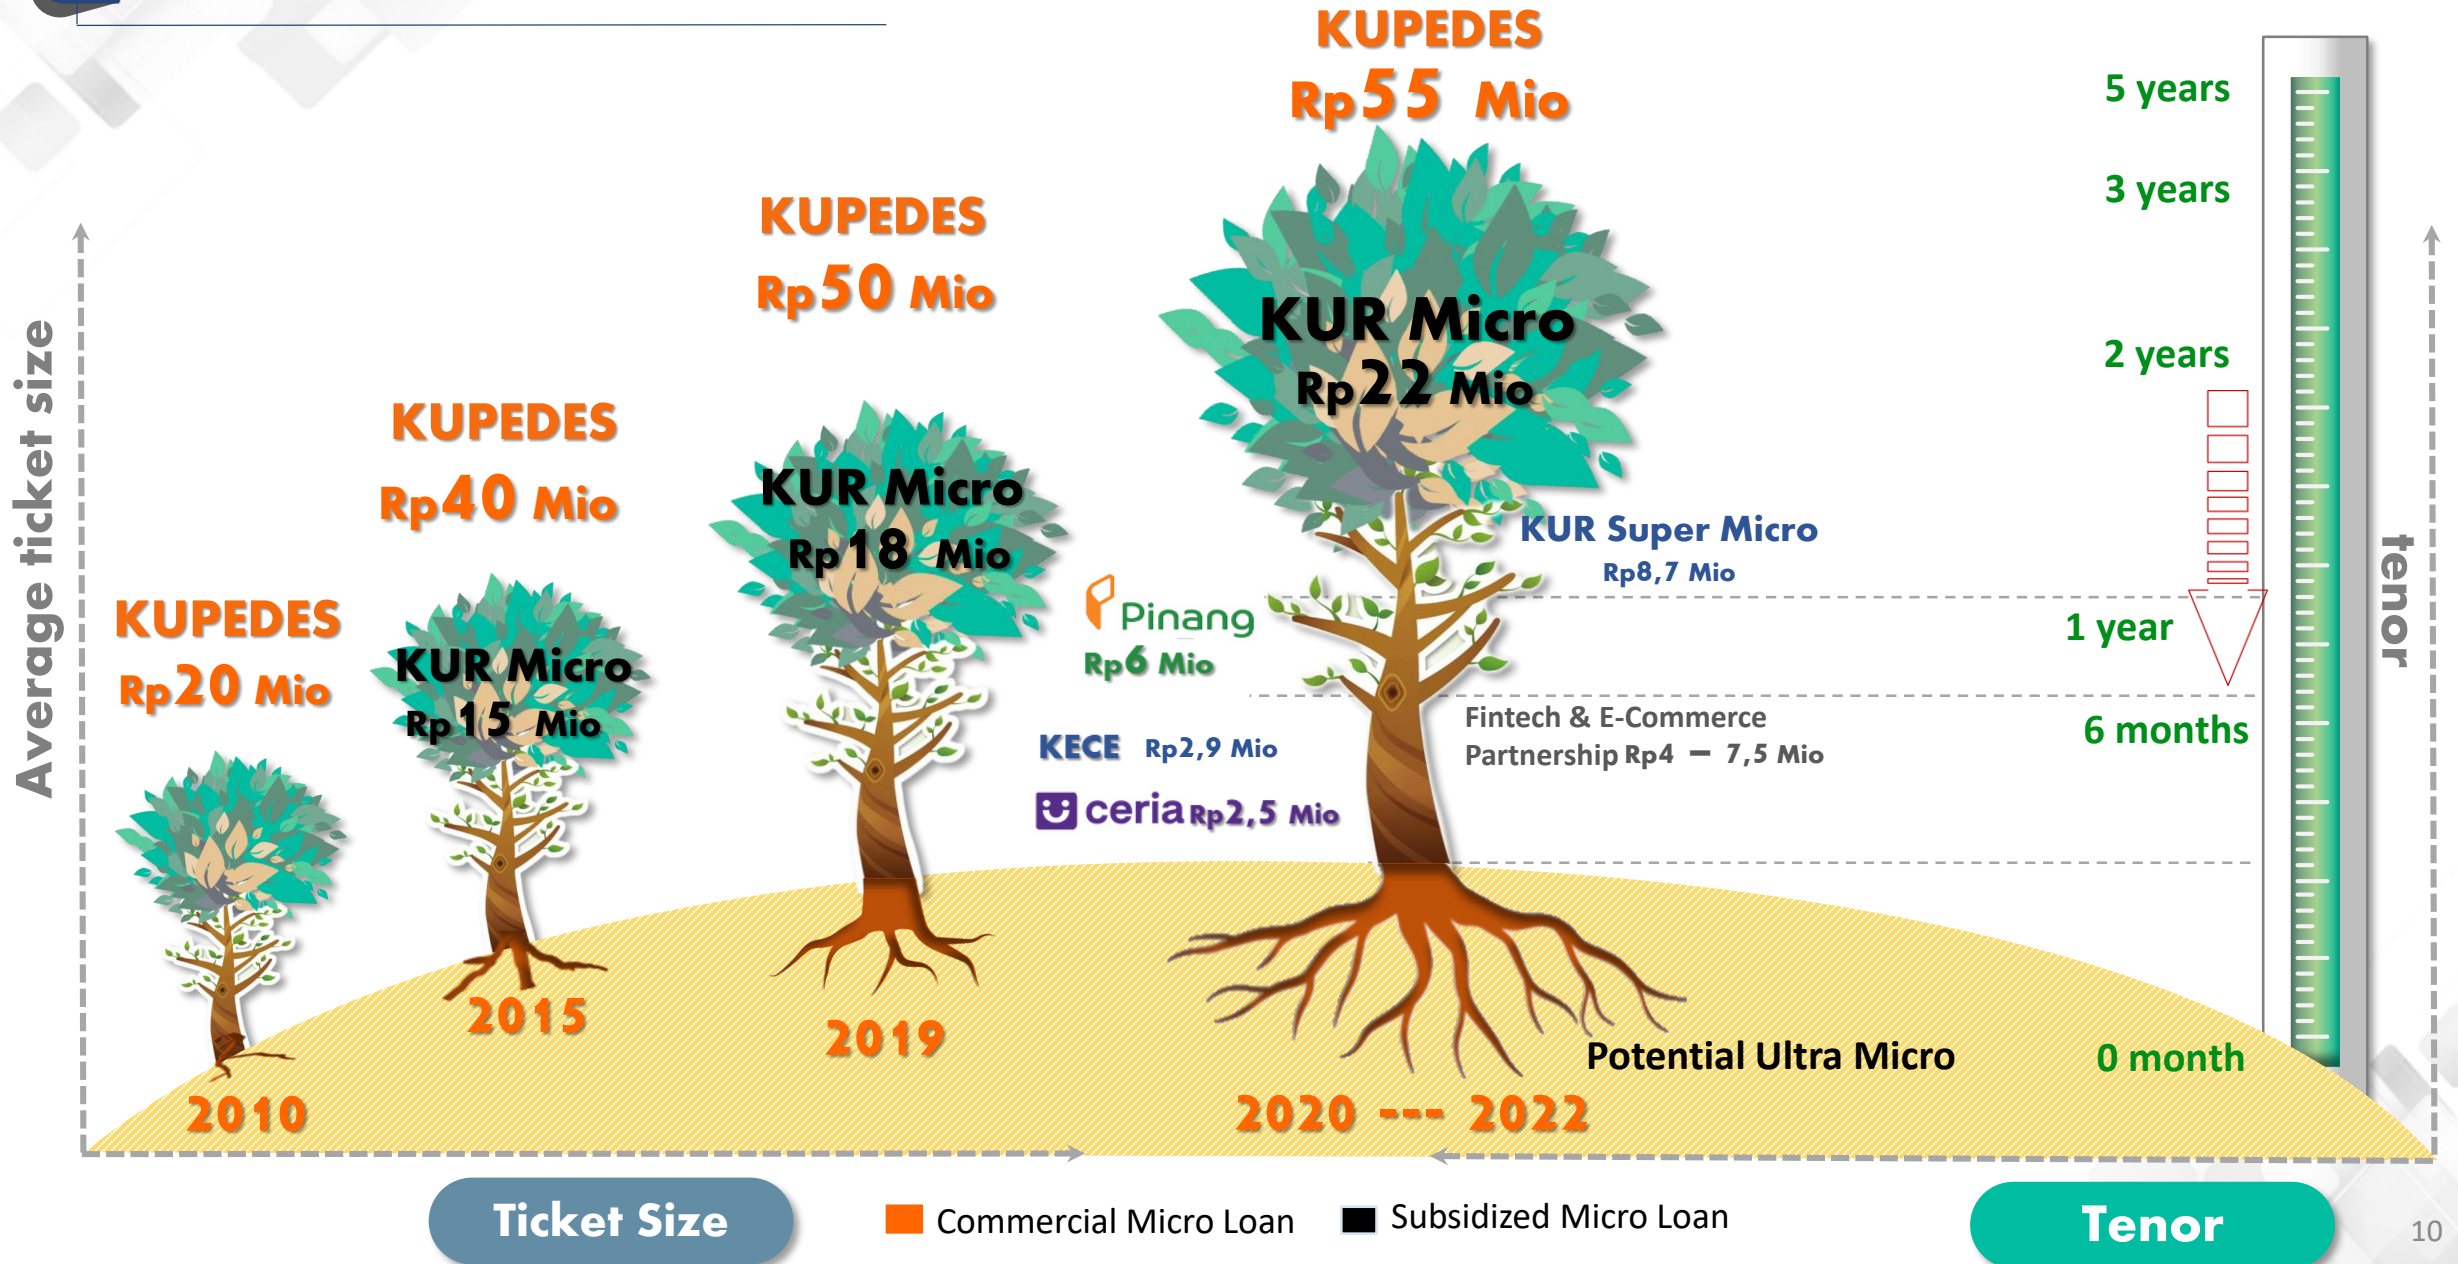 KUPEDES
Rp55 Mio
KUPEDES
Rp50 Mio
KUPEDES
Rp40 Mio
KUPEDES
Rp20 Mio
KUR Micro
Rp22 Mio
KUR Micro
Rp18 Mio
KUR Micro
Rp15 Mio
KUR Super Micro
Rp8,7 Mio
Pinang
Rp6 Mio
KECE Rp2,9 Mio
ceria Rp2,5 Mio
Fintech & E-Commerce
Partnership Rp4 – 7,5 Mio
5 years
3 years
2 years
1 year
6 months
0 month
Average ticket size
tenor
2010
2015
2019
2020 --- 2022
Potential Ultra Micro
Ticket Size
Commercial Micro Loan
Subsidized Micro Loan
Tenor
10